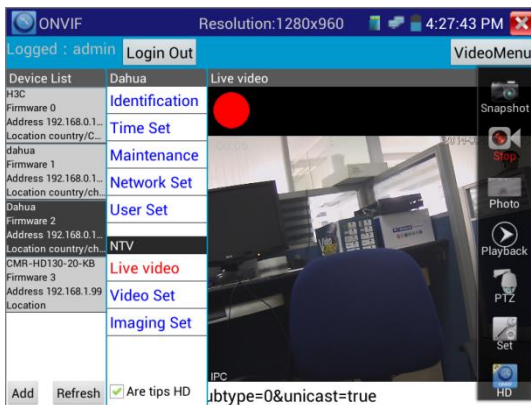 ONVIF Resolution:1280x960 4:27:43 PM
Logged : admin Login Out VideoMenu
Device List Dahua Live video
H3C
Firmware 0
Address 192.168.0.1...
Location country/C...
dahua
Firmware 1
Address 192.168.0.1...
Location country/ch...
Dahua
Firmware 2
Address 192.168.0.1...
Location country/ch...
CMR-HD130-20-KB
Firmware 3
Address 192.168.1.99
Location
Add Refresh
Identification
Time Set
Maintenance
Network Set
User Set
NTV
Live video
Video Set
Imaging Set
Are tips HD
IPC
ubtype=0&unicast=true
Snapshot
Stop
Photo
Playback
PTZ
Set
HD